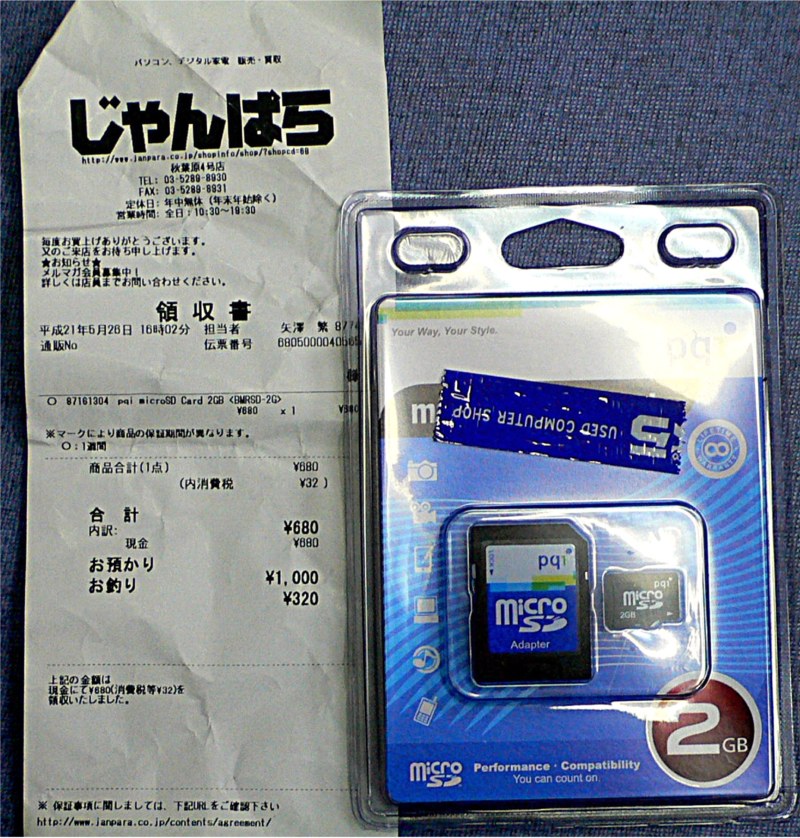 パソコン、デジタル家電 販売・買取
じゃんぱら
http://www.janpara.co.jp/shopinfo/shop/?shopcd=68
秋葉原4号店
TEL: 03-5289-8930
FAX: 03-5289-8931
定休日: 年中無休 (年末年始除く)
営業時間: 全日:10:30~19:30
毎度お買上げありがとうございます。
又のご来店をお待ち申し上げます。
★お知らせ★
メルマガ会員募集中!
詳しくは店員までお問い合わせください。
領収書
平成21年5月26日 16時02分 担当者 矢澤 繁
通販No 伝票番号
○ 87161304 pqi microSD Card 2GB <BMRSD-2G>
¥680 x 1 ¥680
※マークにより商品の保証期間が異なります。
○:1週間
商品合計(1点) ¥680
(内消費税 ¥32 )
合計 ¥680
内訳:
現金 ¥680
お預かり ¥1,000
お釣り ¥320
上記の金額は
現金にて¥680(消費税等¥32)を
領収いたしました。
※ 保証事項に関しましては、下記URLをご確認下さい
http://www.janpara.co.jp/contents/agreement/
Your Way, Your Style.
pqi
USED COMPUTER SHOP
LOCK
pqi
micro SD
Adapter
pqi
micro SD
2GB
2GB
micro SD
Performance · Compatibility
You can count on.